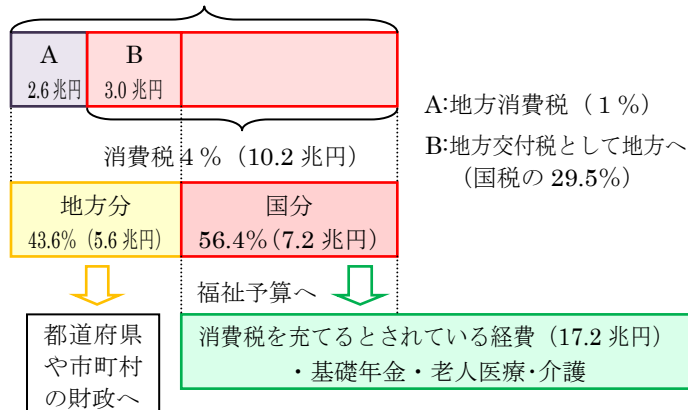 A
2.6 兆円
B
3.0 兆円
A:地方消費税（１%）
B:地方交付税として地方へ
（国税の 29.5%）
消費税４%（10.2 兆円）
地方分
43.6%（5.6 兆円）
国分
56.4%（7.2 兆円）
福祉予算へ
都道府県
や市町村
の財政へ
消費税を充てるとされている経費（17.2 兆円）
・基礎年金・老人医療･介護